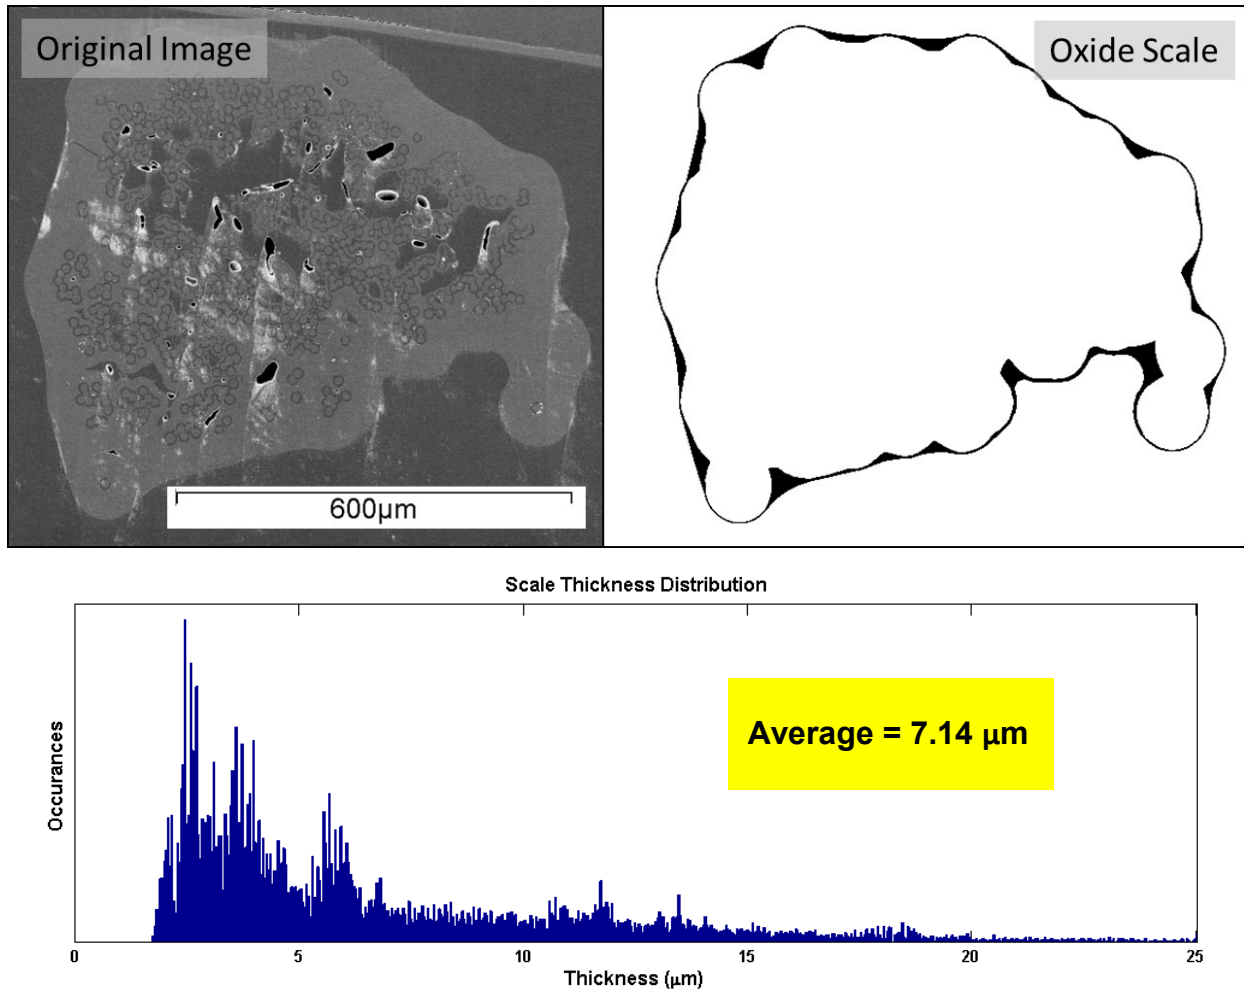 Original Image
Oxide Scale
600µm
Scale Thickness Distribution
Average = 7.14 µm
Occurances
0 5 10 15 20 25
Thickness (µm)